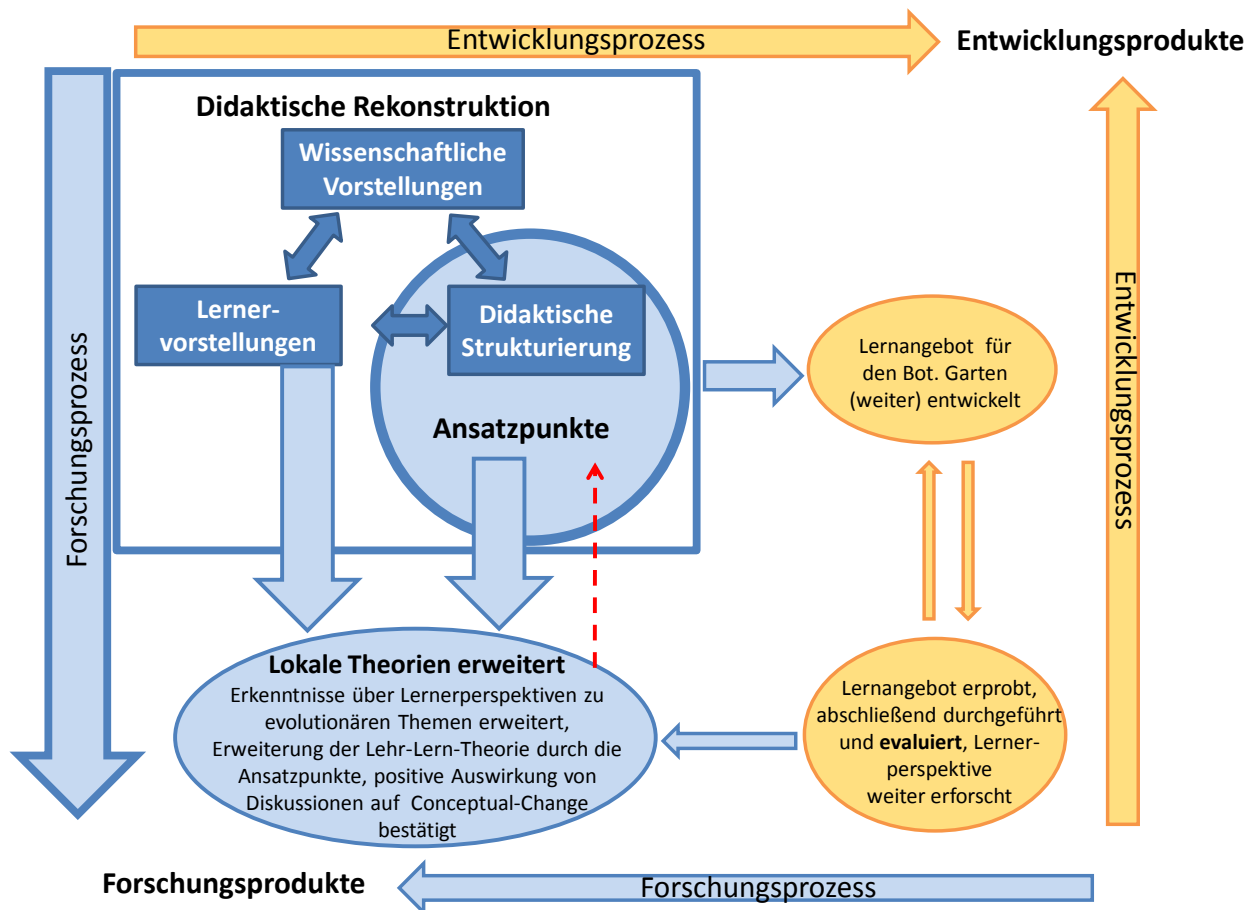 Entwicklungsprozess
Entwicklungsprodukte
Didaktische Rekonstruktion
Wissenschaftliche
Vorstellungen
Forschungsprozess
Lerner-
vorstellungen
Didaktische
Strukturierung
Ansatzpunkte
Lernangebot für
den Bot. Garten
(weiter) entwickelt
Entwicklungsprozess
Lokale Theorien erweitert
Erkenntnisse über Lernerperspektiven zu
evolutionären Themen erweitert,
Erweiterung der Lehr-Lern-Theorie durch die
Ansatzpunkte, positive Auswirkung von
Diskussionen auf Conceptual-Change
bestätigt
Lernangebot erprobt,
abschließend durchgeführt
und evaluiert, Lerner-
perspektive
weiter erforscht
Forschungsprodukte
Forschungsprozess